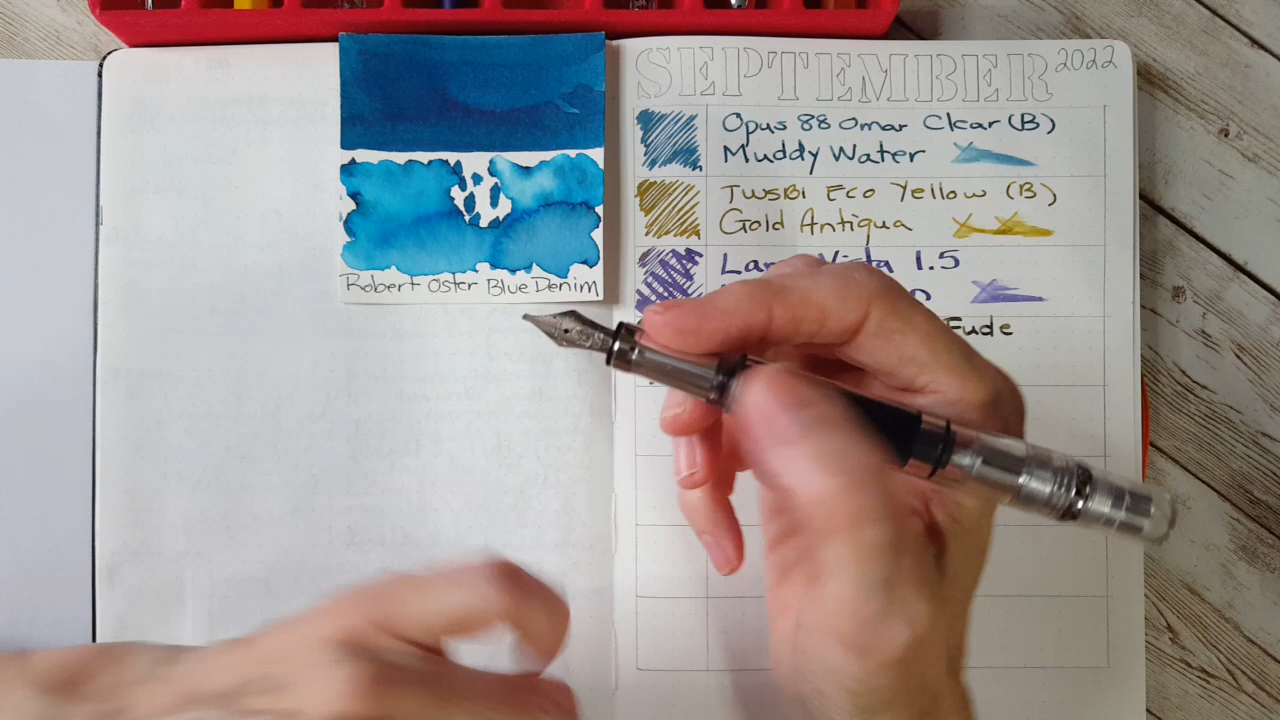 SEPTEMBER 2022
Opus 88 Omar Clear (B)
Muddy Water
TWSBI Eco Yellow (B)
Gold Antiqua
Vista 1.5
Fude
Robert Oster Blue Denim